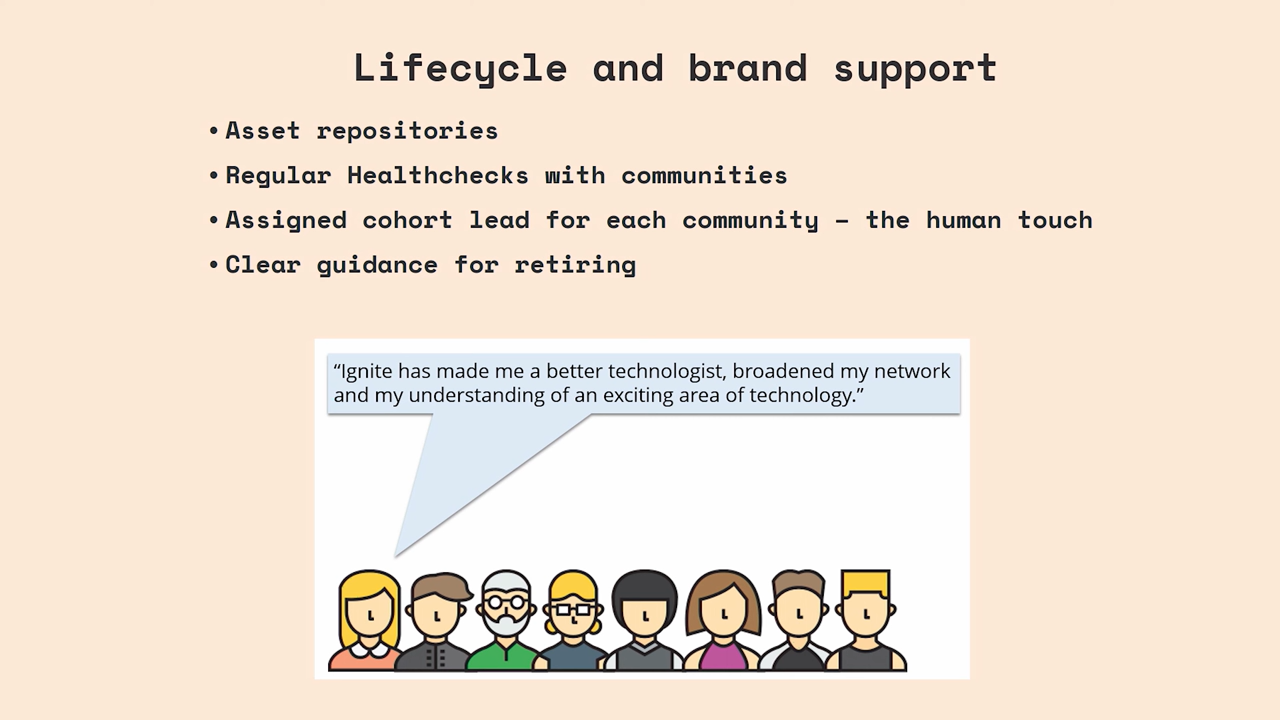 Lifecycle and brand support
• Asset repositories
• Regular Healthchecks with communities
• Assigned cohort lead for each community – the human touch
• Clear guidance for retiring
“Ignite has made me a better technologist, broadened my network
and my understanding of an exciting area of technology.”